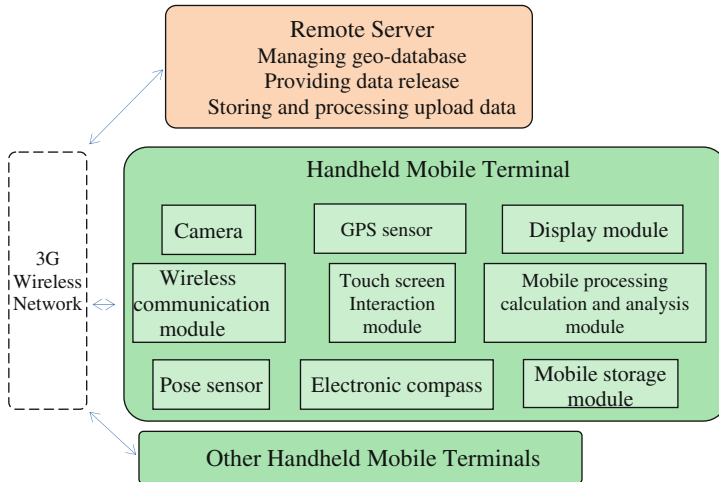 Remote Server
Managing geo-database
Providing data release
Storing and processing upload data
3G
Wireless
Network
Handheld Mobile Terminal
Camera
GPS sensor
Display module
Wireless
communication
module
Touch screen
Interaction
module
Mobile processing
calculation and analysis
module
Pose sensor
Electronic compass
Mobile storage
module
Other Handheld Mobile Terminals